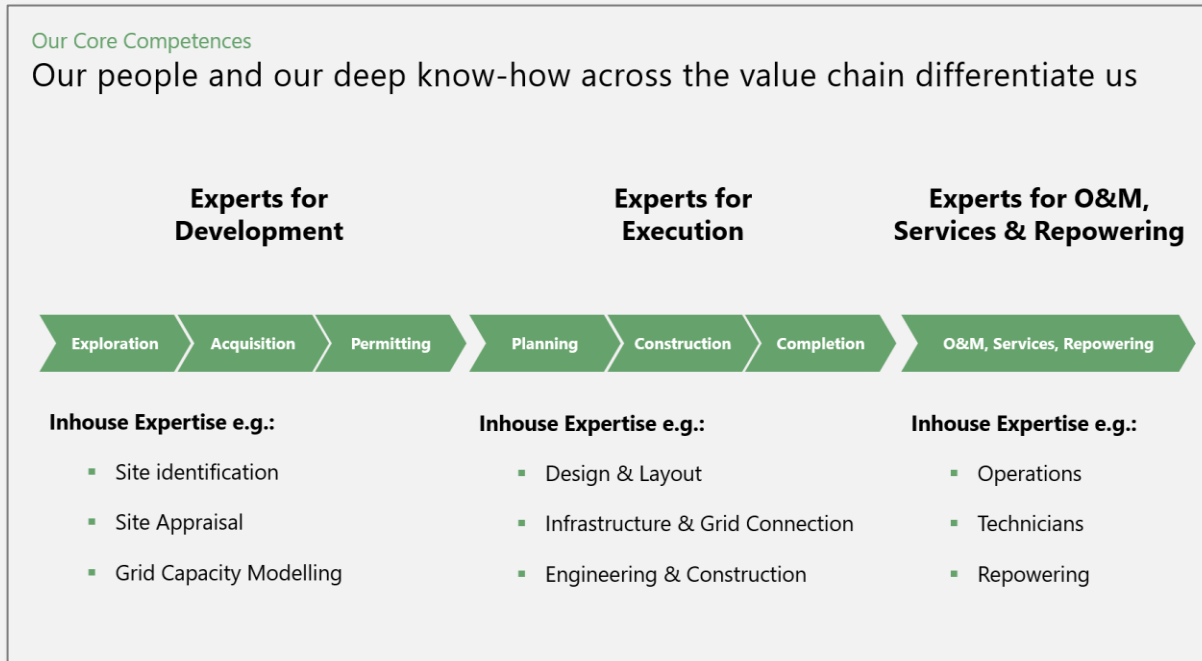 Our Core Competences
Our people and our deep know-how across the value chain differentiate us
Experts for
Development
Experts for
Execution
Experts for O&M,
Services & Repowering
Exploration
Acquisition
Permitting
Planning
Construction
Completion
O&M, Services, Repowering
Inhouse Expertise e.g.:
Site identification
Site Appraisal
Grid Capacity Modelling
Inhouse Expertise e.g.:
Design & Layout
Infrastructure & Grid Connection
Engineering & Construction
Inhouse Expertise e.g.:
Operations
Technicians
Repowering